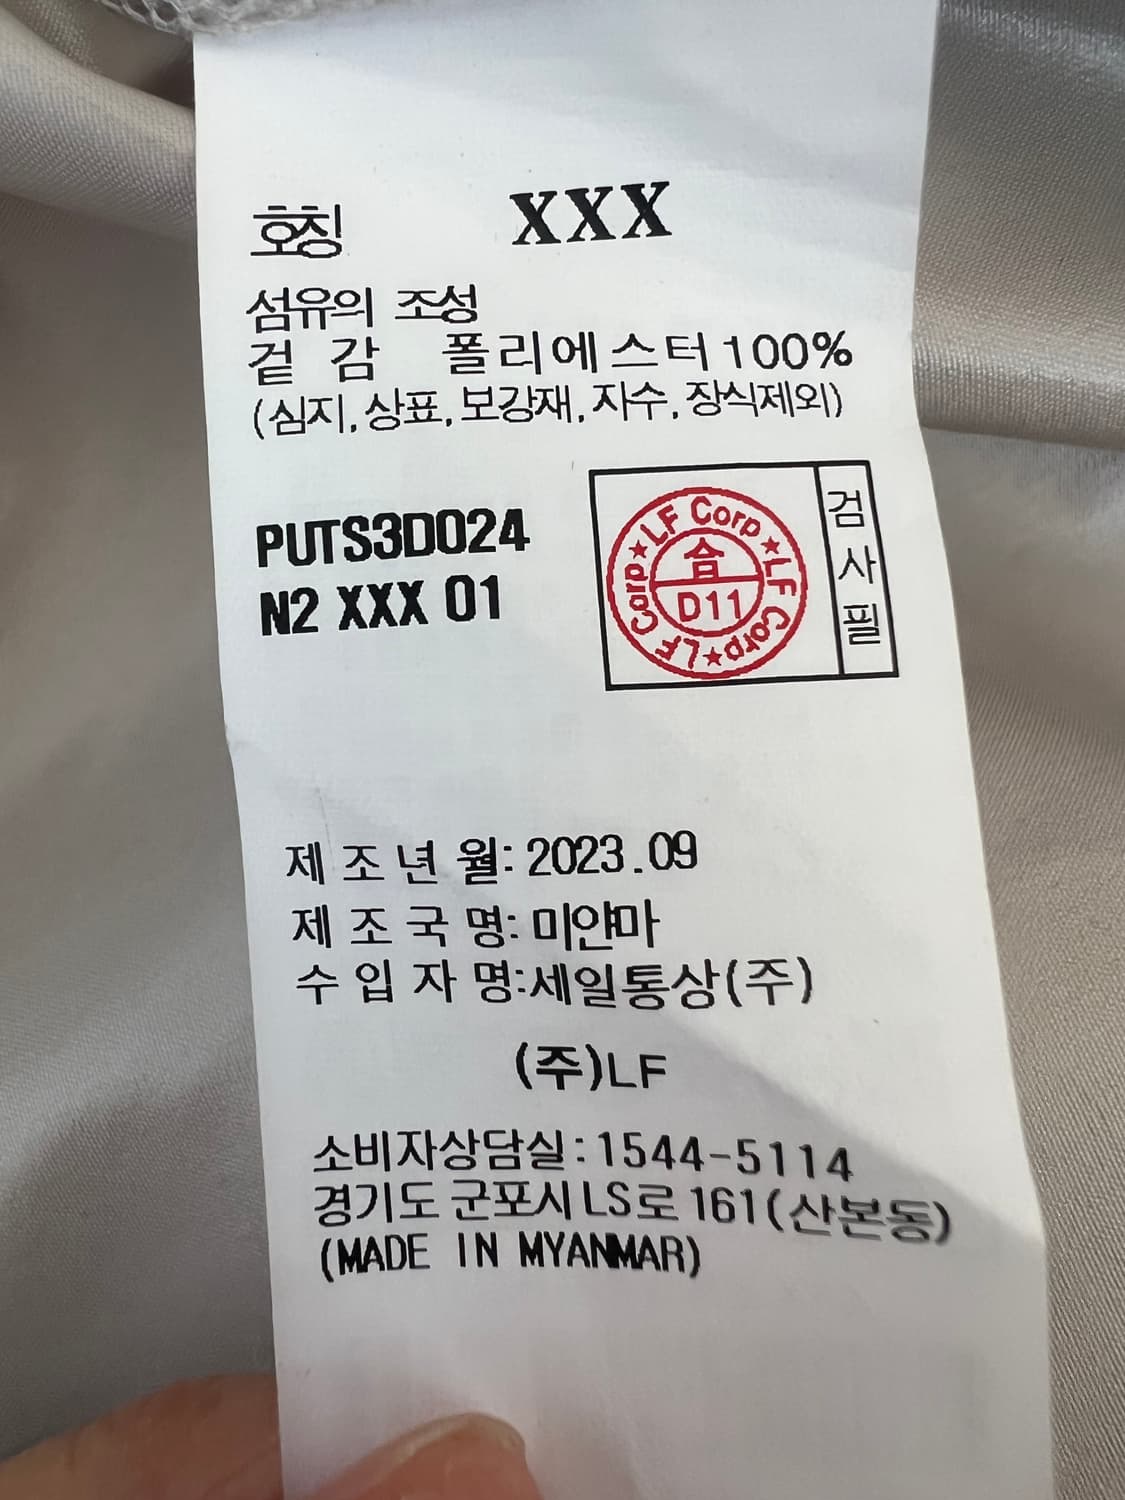 호칭 XXX
섬유의 조성
겉 감 폴리에스터 100%
(심지, 상표, 보강재, 자수, 장식제외)
PUTS3D024
N2 XXX 01
LF Corp ★ LF Corp ★ LF Corp ★
합
D11
검사필
제 조 년 월: 2023.09
제 조 국 명: 미얀마
수 입 자 명:세일통상(주)
(주)LF
소비자상담실:1544-5114
경기도 군포시 LS로 161(산본동)
(MADE IN MYANMAR)